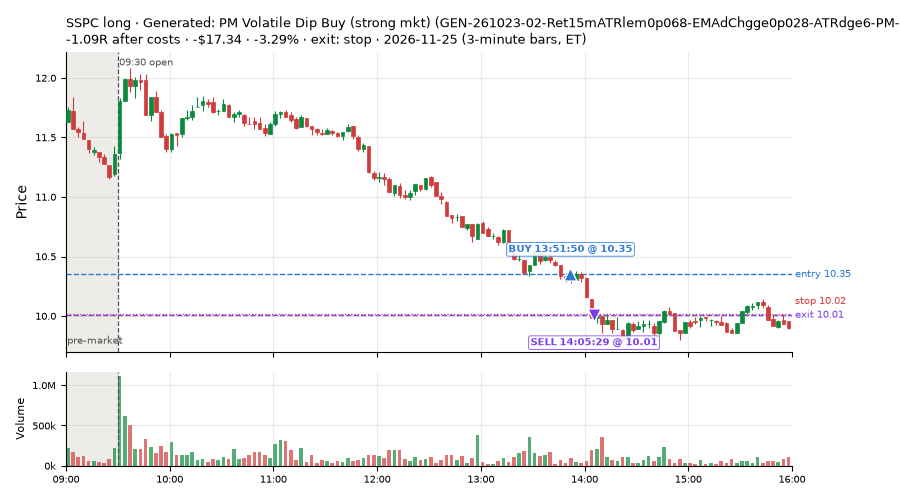 SSPC long · Generated: PM Volatile Dip Buy (strong mkt) (GEN-261023-02-Ret15mATRlem0p068-EMAdChgge0p028-ATRdge6-PM-
-1.09R after costs · -$17.34 · -3.29% · exit: stop · 2026-11-25 (3-minute bars, ET)
09:30 open
12.0
11.5
11.0
10.5
10.0
Price
BUY 13:51:50 @ 10.35
entry 10.35
stop 10.02
exit 10.01
pre-market
SELL 14:05:29 @ 10.01
1.0M
500k
0k
Volume
09:00
10:00
11:00
12:00
13:00
14:00
15:00
16:00